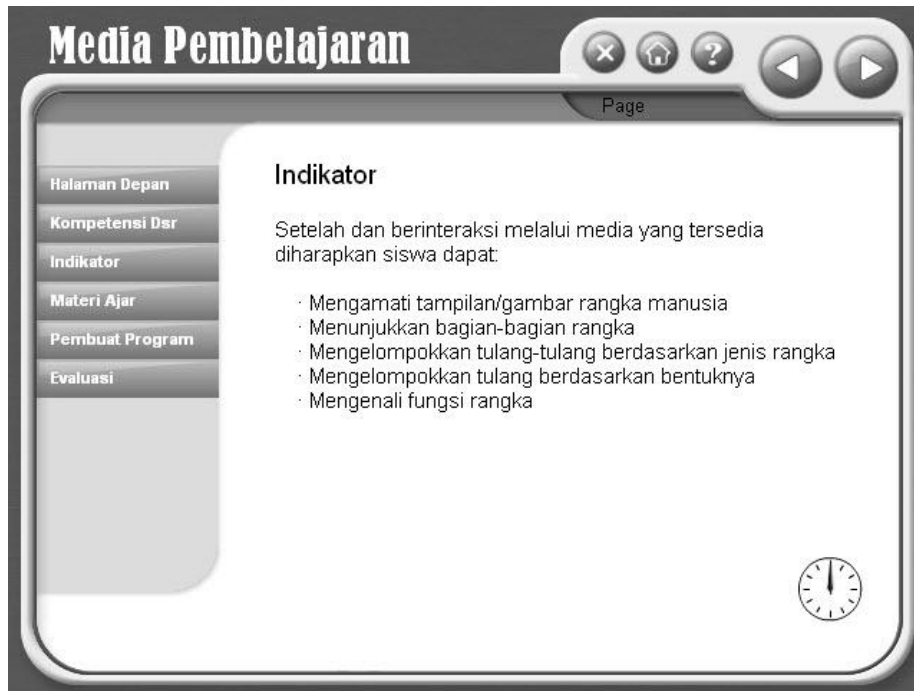 Media Pembelajaran
?
Page
Halaman Depan
Kompetensi Dsr
Indikator
Materi Ajar
Pembuat Program
Evaluasi
Indikator
Setelah dan berinteraksi melalui media yang tersedia
diharapkan siswa dapat:
· Mengamati tampilan/gambar rangka manusia
· Menunjukkan bagian-bagian rangka
· Mengelompokkan tulang-tulang berdasarkan jenis rangka
· Mengelompokkan tulang berdasarkan bentuknya
· Mengenali fungsi rangka